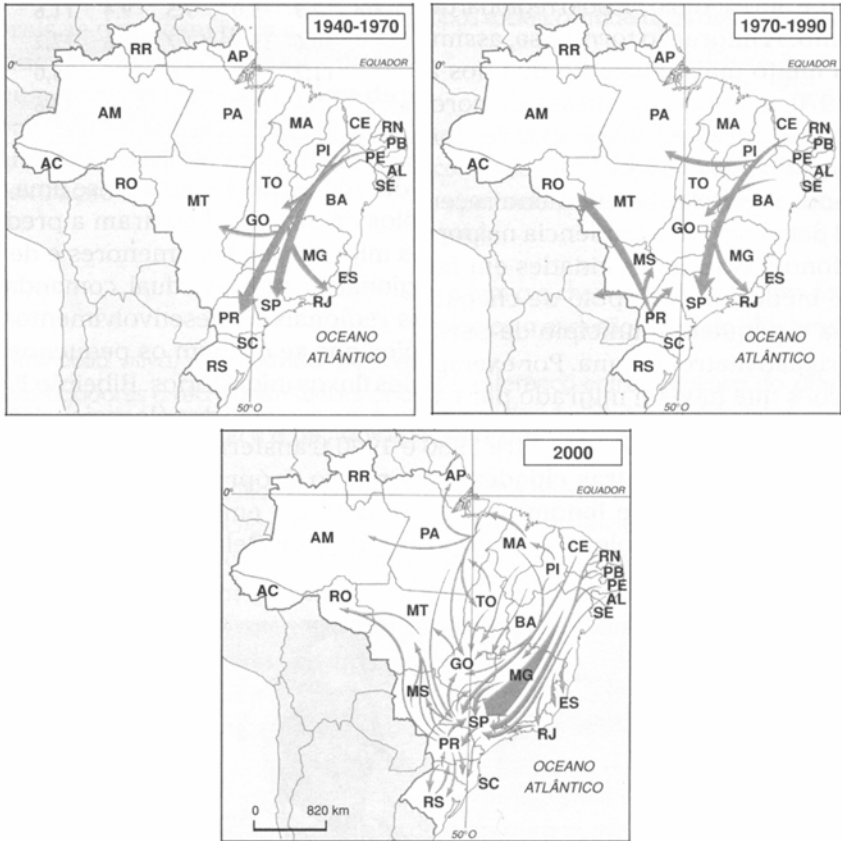 1940-1970
RR
AP
EQUADOR
0°
AM
PA
MA
CE
RN
PB
PI
PE
AL
SE
AC
RO
TO
MT
BA
GO
MG
ES
SP
RJ
PR
SC
RS
OCEANO
ATLÂNTICO
50° O
1970-1990
RR
AP
EQUADOR
0°
AM
PA
MA
CE
RN
PB
PI
PE
AL
SE
AC
RO
TO
MT
BA
GO
MG
MS
ES
SP
RJ
PR
SC
RS
OCEANO
ATLÂNTICO
50° O
2000
RR
AP
EQUADOR
0°
AM
PA
MA
CE
RN
PB
PI
PE
AL
SE
AC
RO
TO
MT
BA
GO
MG
MS
ES
SP
RJ
PR
SC
RS
OCEANO
ATLÂNTICO
0 820 km
50° O